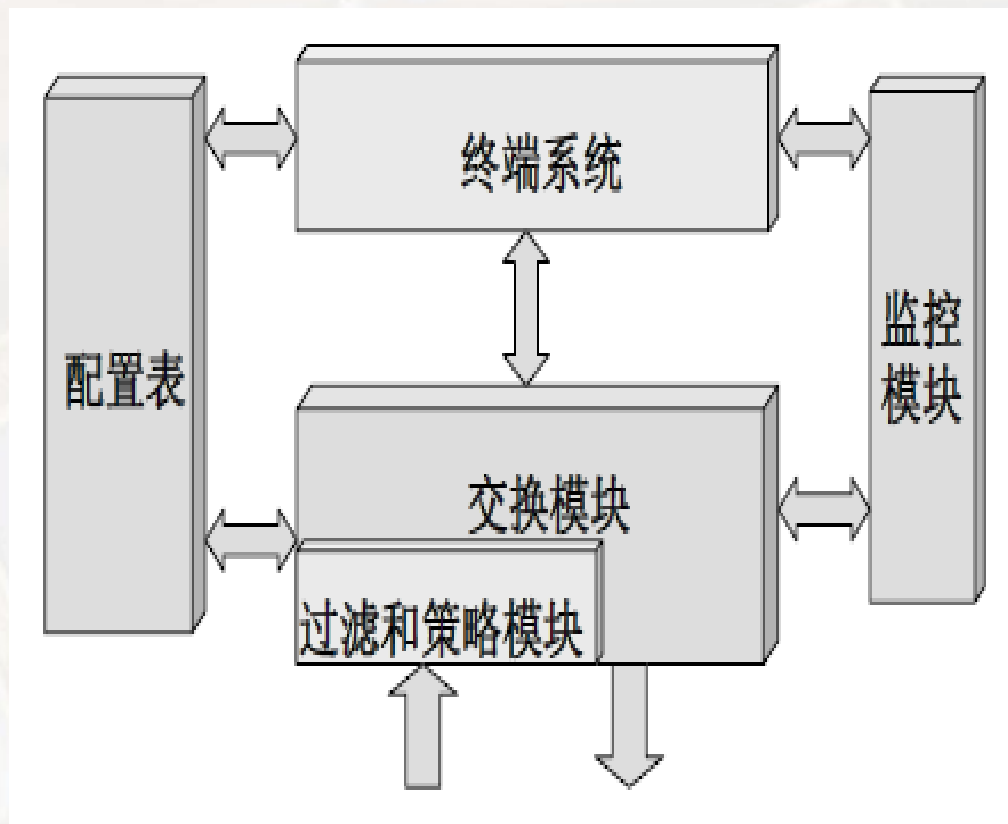 终端系统
配置表
监控
模块
交换模块
过滤和策略模块